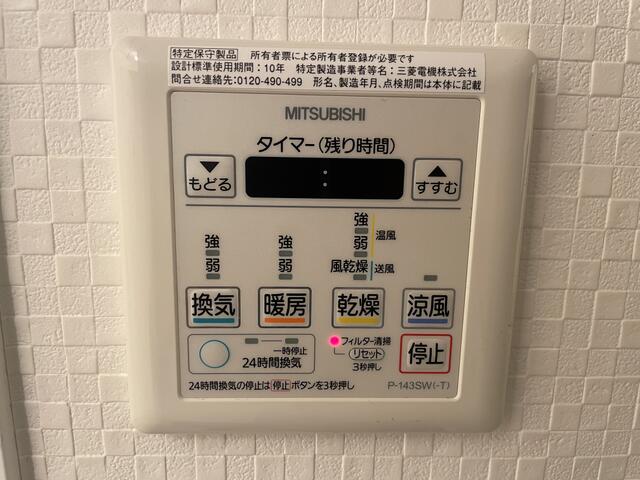 特定保守製品 所有者票による所有者登録が必要です
設計標準使用期間：10年 特定製造事業者等名：三菱電機株式会社
問合せ連絡先:0120-490-499 形名、製造年月、点検期間は本体に記載
MITSUBISHI
タイマー(残り時間)
▼
もどる
:
▲
すすむ
強
弱
強
弱
強
弱
温風
風乾燥
送風
換気
暖房
乾燥
涼風
一時停止
24時間換気
フィルター清掃
リセット
3秒押し
停止
24時間換気の停止は停止ボタンを3秒押し
P-143SW(-T)